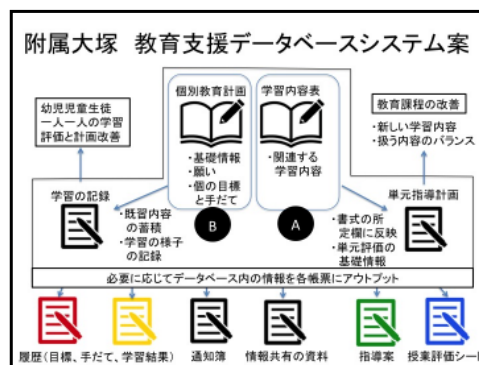 附属大塚 教育支援データベースシステム案
幼児児童生徒
一人一人の学習
評価と計画改善
個別教育計画
・基礎情報
・願い
・個の目標
と手だて
学習内容表
・関連する
学習内容
教育課程の改善
・新しい学習内容
・扱う内容のバランス
学習の記録
・既習内容
の蓄積
・学習の様子
の記録
B
A
・書式の所
定欄に反映
・単元評価の
基礎情報
単元指導計画
必要に応じてデータベース内の情報を各帳票にアウトプット
履歴（目標、手だて、学習結果）
通知簿
情報共有の資料
指導案
授業評価シート